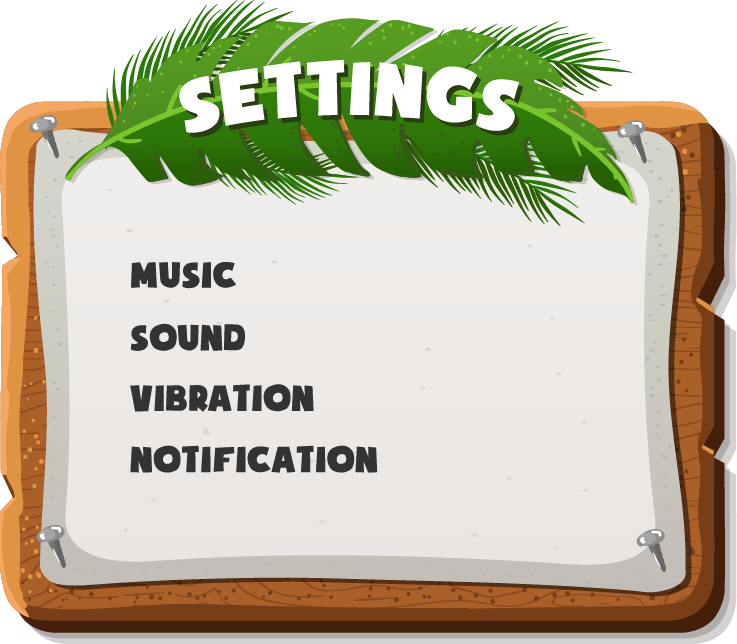 SETTINGS
MUSIC
SOUND
VIBRATION
NOTIFICATION